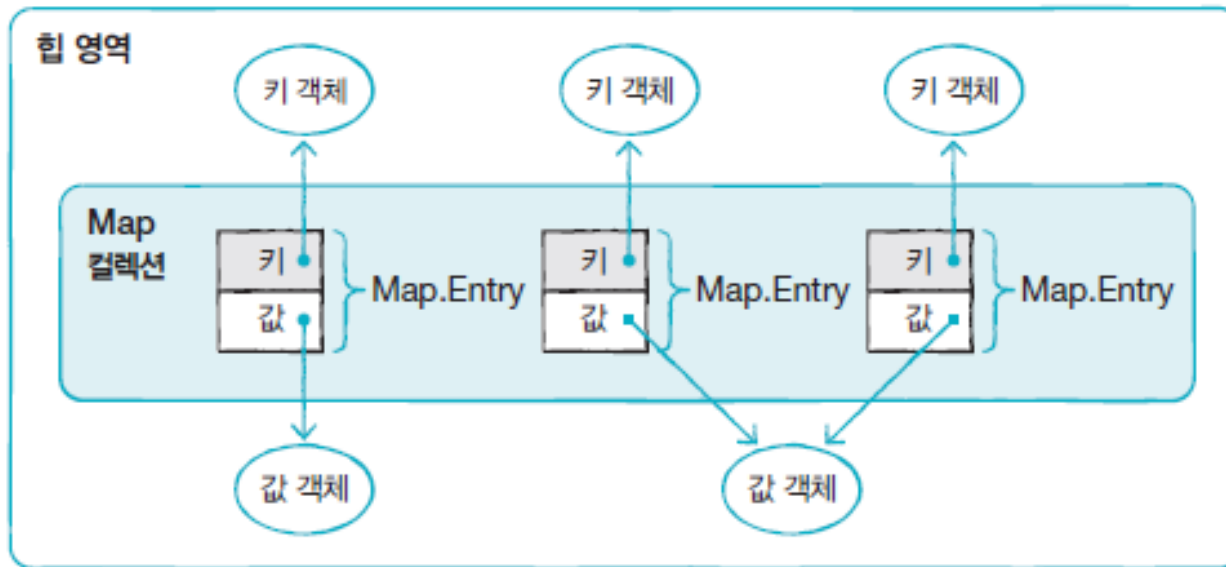 힙 영역
키 객체
키 객체
키 객체
Map
컬렉션
키
값
Map.Entry
키
값
Map.Entry
키
값
Map.Entry
값 객체
값 객체